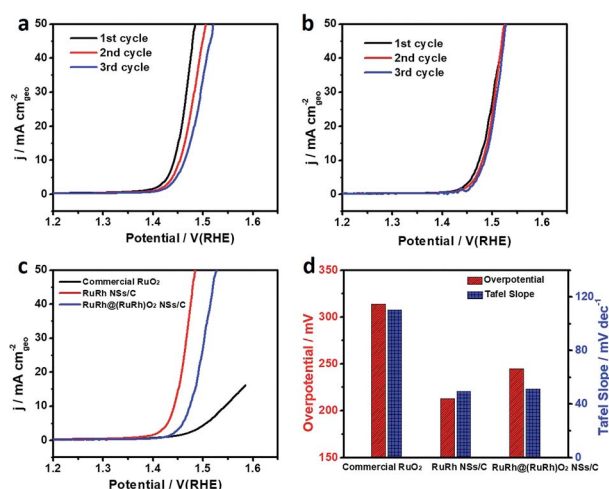 a
50
40
30
20
10
0
j / mA cm⁻²geo
1st cycle
2nd cycle
3rd cycle
1.2 1.3 1.4 1.5 1.6
Potential / V(RHE)
b
50
40
30
20
10
0
j / mA cm⁻²geo
1st cycle
2nd cycle
3rd cycle
1.2 1.3 1.4 1.5 1.6
Potential / V(RHE)
c
50
40
30
20
10
0
j / mA cm⁻²geo
Commercial RuO₂
RuRh NSs/C
RuRh@(RuRh)O₂ NSs/C
1.2 1.3 1.4 1.5 1.6
Potential / V(RHE)
d
350
300
250
200
150
Overpotential / mV
Overpotential
Tafel Slope
120
80
40
0
Tafel Slope / mV dec⁻¹
Commercial RuO₂ RuRh NSs/C RuRh@(RuRh)O₂ NSs/C